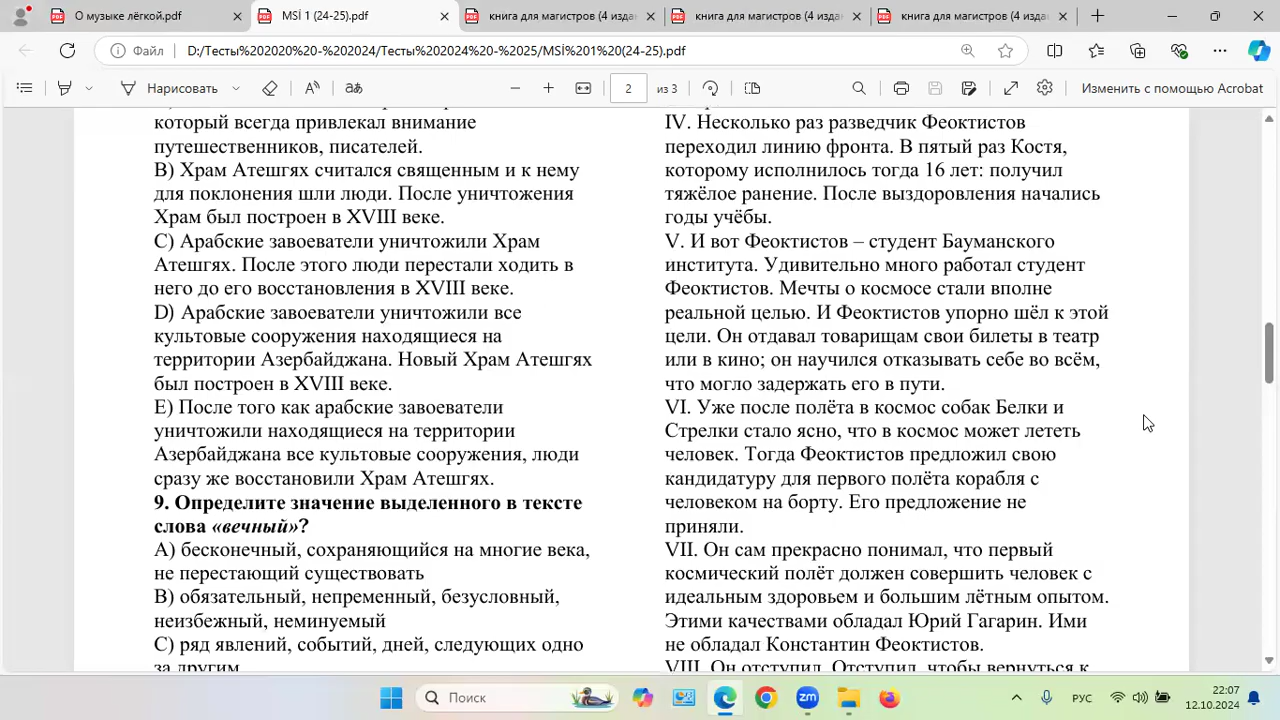 О музыке лёгкой.pdf
MSİ 1 (24-25).pdf
книга для магистров (4 издан
книга для магистров (4 издан
книга для магистров (4 издан
Файл
D:/Тесты%202020%20-%202024/Тесты%202024%20-%2025/MSİ%201%20(24-25).pdf
Нарисовать
аあ
2
из 3
Изменить с помощью Acrobat
который всегда привлекал внимание
путешественников, писателей.
B) Храм Атешгях считался священным и к нему
для поклонения шли люди. После уничтожения
Храм был построен в XVIII веке.
C) Арабские завоеватели уничтожили Храм
Атешгях. После этого люди перестали ходить в
него до его восстановления в XVIII веке.
D) Арабские завоеватели уничтожили все
культовые сооружения находящиеся на
территории Азербайджана. Новый Храм Атешгях
был построен в XVIII веке.
E) После того как арабские завоеватели
уничтожили находящиеся на территории
Азербайджана все культовые сооружения, люди
сразу же восстановили Храм Атешгях.
9. Определите значение выделенного в тексте
слова «вечный»?
A) бесконечный, сохраняющийся на многие века,
не перестающий существовать
B) обязательный, непременный, безусловный,
неизбежный, неминуемый
C) ряд явлений, событий, дней, следующих одно
за другим
IV. Несколько раз разведчик Феоктистов
переходил линию фронта. В пятый раз Костя,
которому исполнилось тогда 16 лет: получил
тяжёлое ранение. После выздоровления начались
годы учёбы.
V. И вот Феоктистов – студент Бауманского
института. Удивительно много работал студент
Феоктистов. Мечты о космосе стали вполне
реальной целью. И Феоктистов упорно шёл к этой
цели. Он отдавал товарищам свои билеты в театр
или в кино; он научился отказывать себе во всём,
что могло задержать его в пути.
VI. Уже после полёта в космос собак Белки и
Стрелки стало ясно, что в космос может лететь
человек. Тогда Феоктистов предложил свою
кандидатуру для первого полёта корабля с
человеком на борту. Его предложение не
приняли.
VII. Он сам прекрасно понимал, что первый
космический полёт должен совершить человек с
идеальным здоровьем и большим лётным опытом.
Этими качествами обладал Юрий Гагарин. Ими
не обладал Константин Феоктистов.
VIII. Он отступил. Отступил, чтобы вернуться к
Поиск
zm
РУС
22:07
12.10.2024